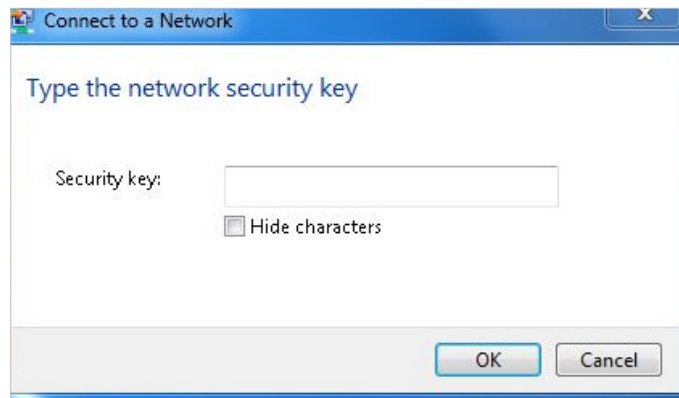 Connect to a Network
X
Type the network security key
Security key:
Hide characters
OK Cancel